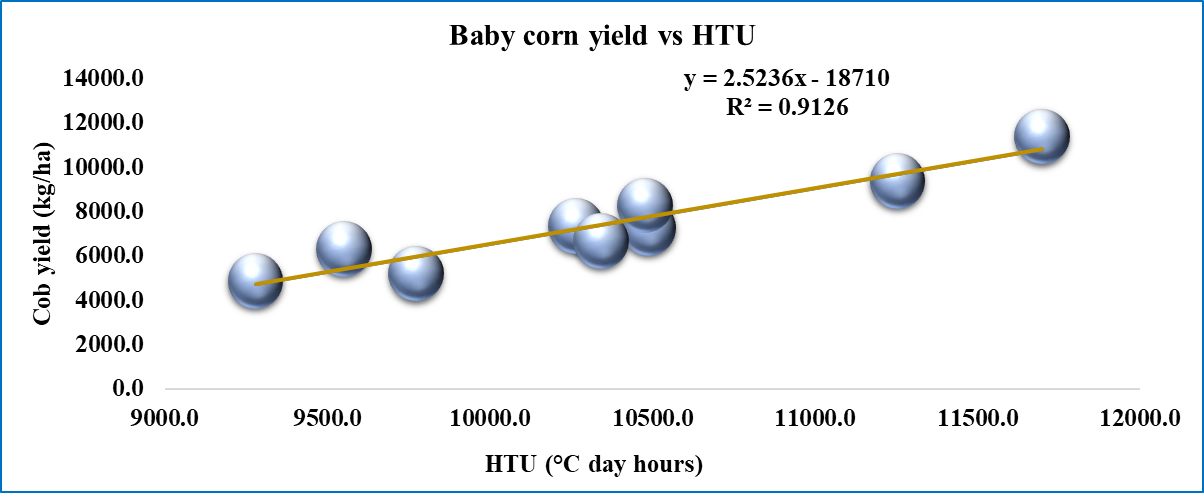 Baby corn yield vs HTU
y = 2.5236x - 18710
R² = 0.9126
14000.0
12000.0
10000.0
8000.0
6000.0
4000.0
2000.0
0.0
Cob yield (kg/ha)
9000.0 9500.0 10000.0 10500.0 11000.0 11500.0 12000.0
HTU (°C day hours)